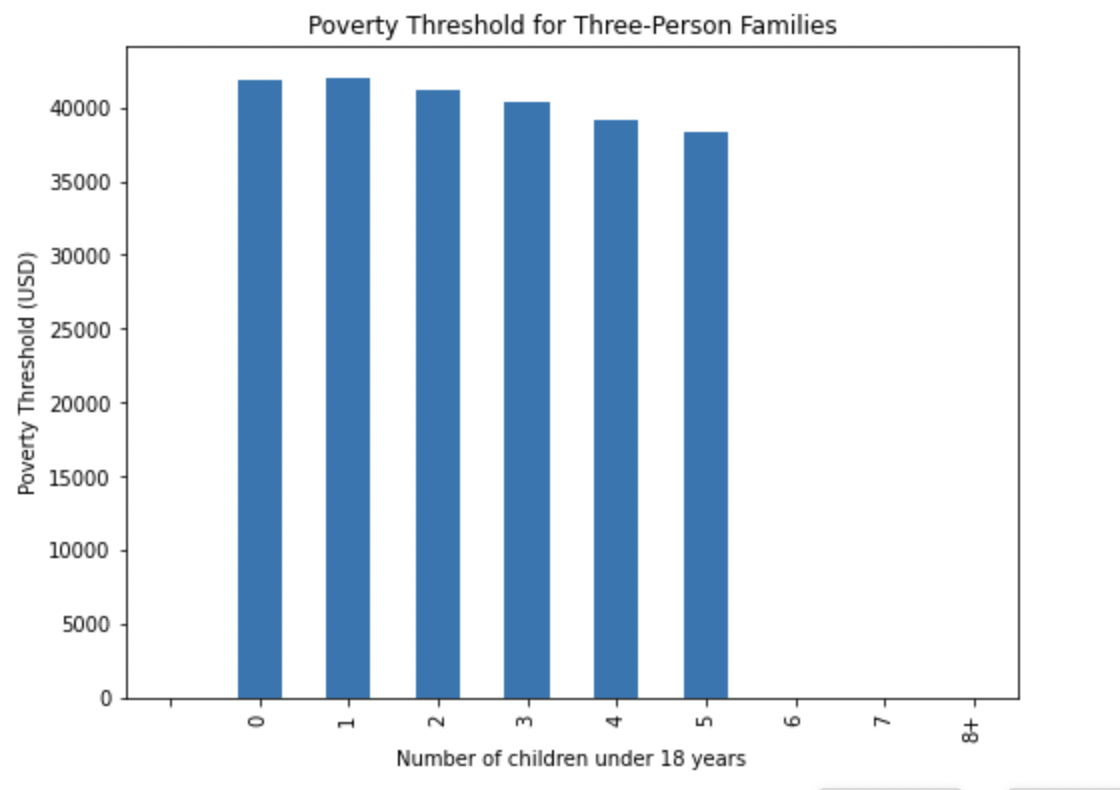 Poverty Threshold for Three-Person Families
Poverty Threshold (USD)
40000
35000
30000
25000
20000
15000
10000
5000
0
0 1 2 3 4 5 6 7 8+
Number of children under 18 years